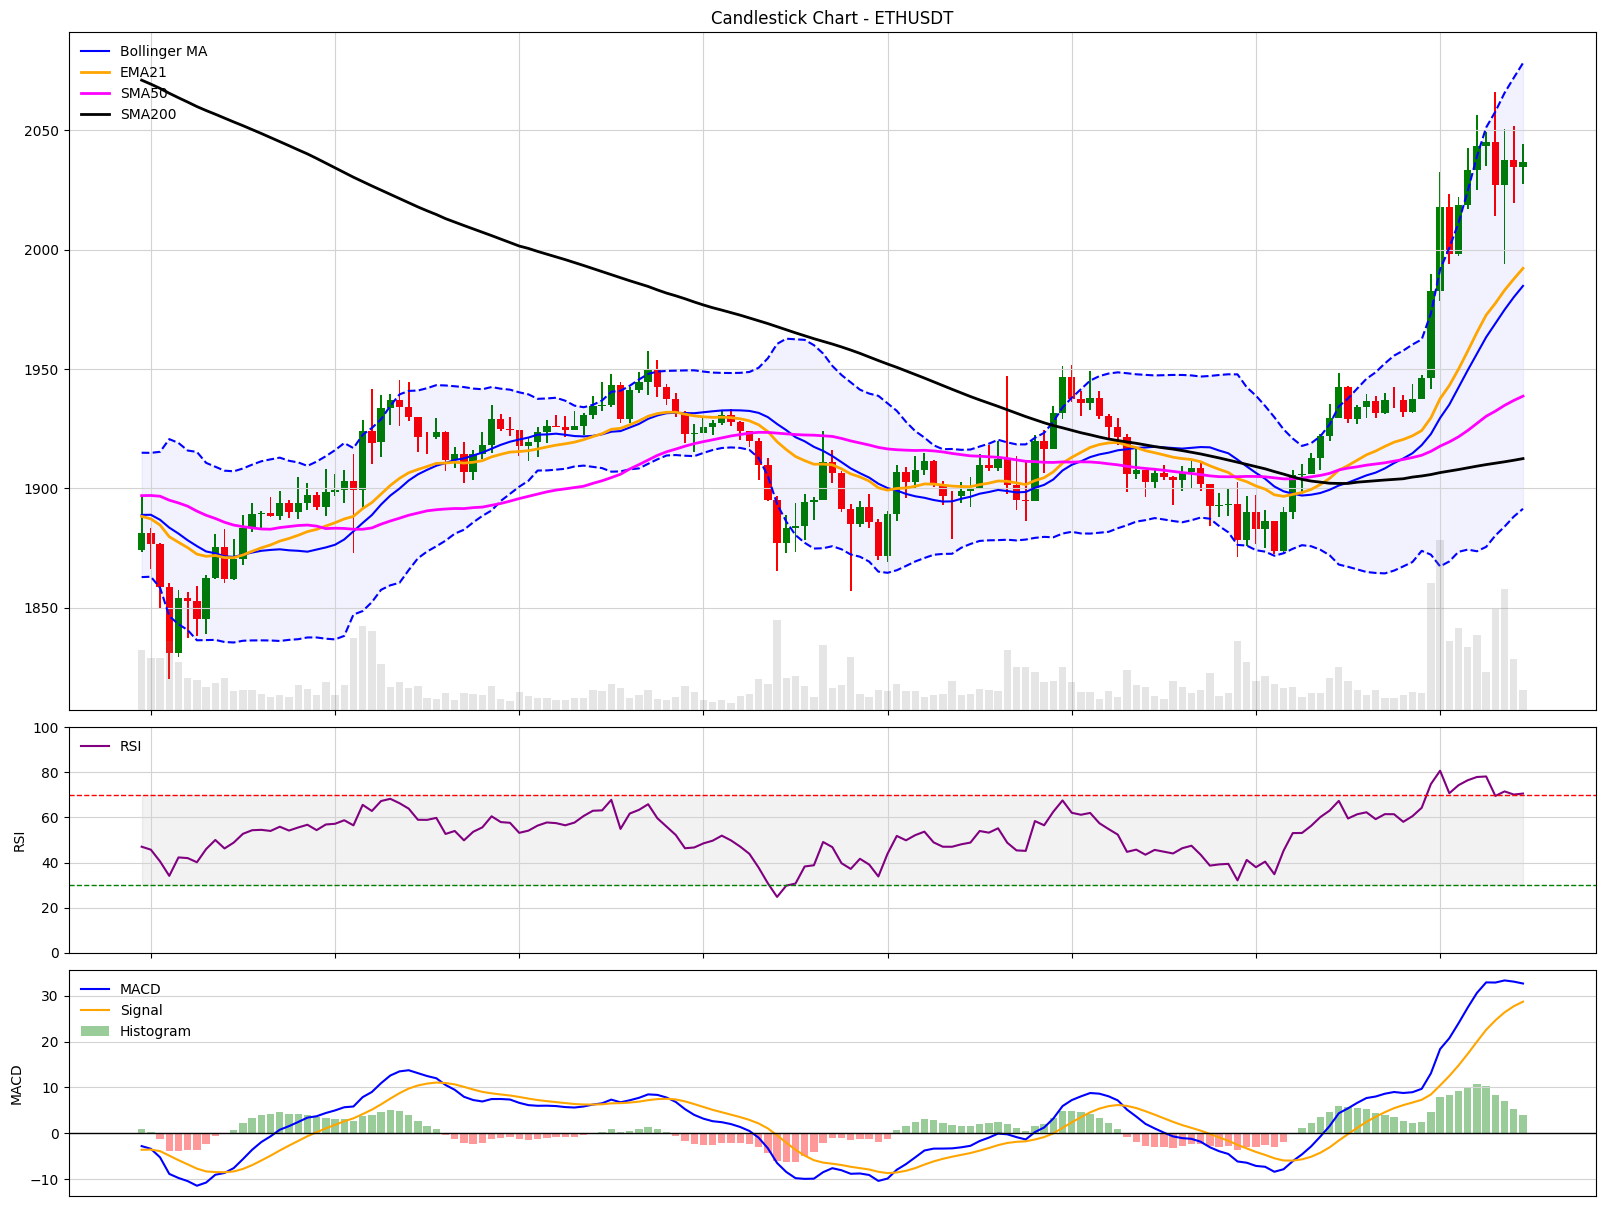 Candlestick Chart - ETHUSDT
Bollinger MA
EMA21
SMA50
SMA200
2050
2000
1950
1900
1850
100
80
60
40
20
0
RSI
RSI
30
20
10
0
−10
MACD
MACD
Signal
Histogram